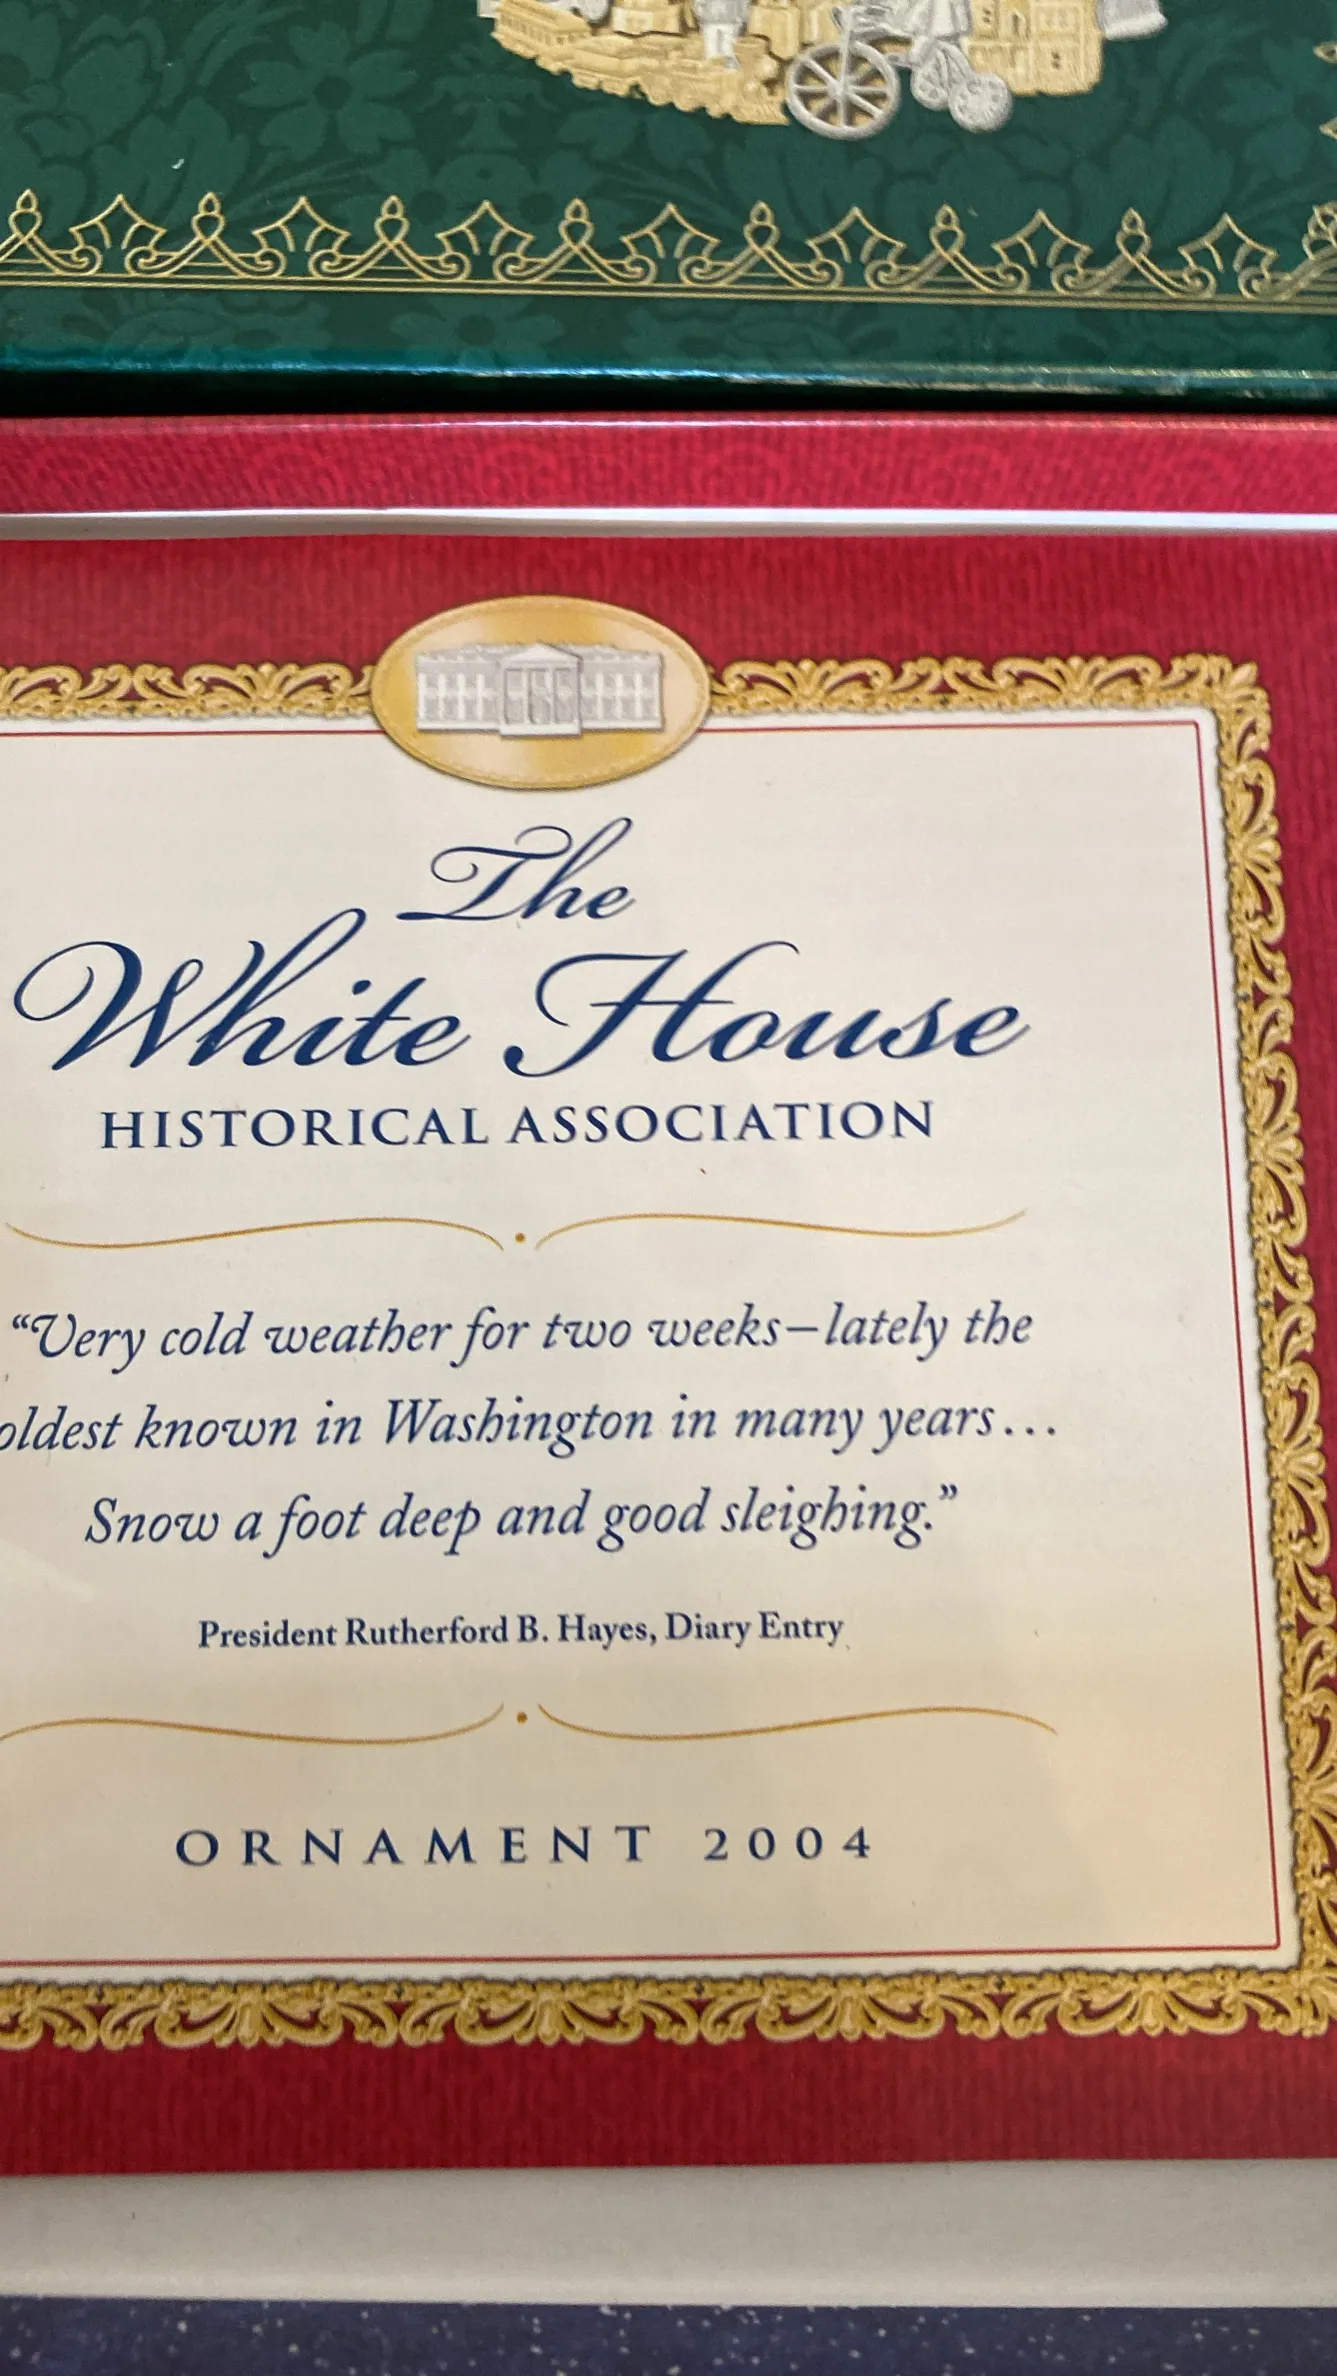 The
White House
HISTORICAL ASSOCIATION
“Very cold weather for two weeks–lately the
oldest known in Washington in many years...
Snow a foot deep and good sleighing.”
President Rutherford B. Hayes, Diary Entry
ORNAMENT 2004